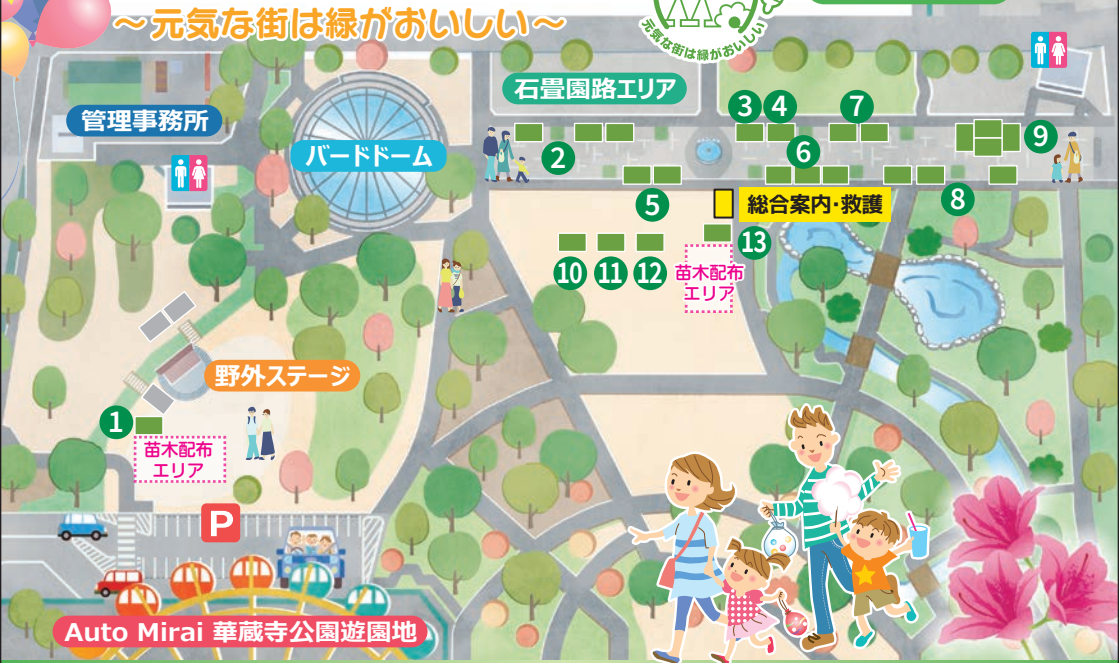 ~元気な街は緑がおいしい~
元気な街は緑がおいしい
石畳園路エリア
管理事務所
バードドーム
3
4
7
2
6
9
5
総合案内・救護
8
10
11
12
13
苗木配布
エリア
野外ステージ
1
苗木配布
エリア
P
Auto Mirai 華蔵寺公園遊園地